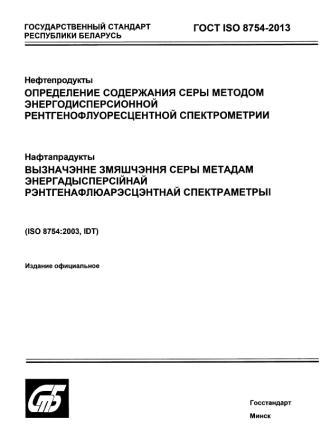 ГОСУДАРСТВЕННЫЙ СТАНДАРТ
РЕСПУБЛИКИ БЕЛАРУСЬ
ГОСТ ISO 8754-2013
Нефтепродукты
ОПРЕДЕЛЕНИЕ СОДЕРЖАНИЯ СЕРЫ МЕТОДОМ
ЭНЕРГОДИСПЕРСИОННОЙ
РЕНТГЕНОФЛУОРЕСЦЕНТНОЙ СПЕКТРОМЕТРИИ
Нафтапрадукты
ВЫЗНАЧЭННЕ ЗМЯШЧЭННЯ СЕРЫ МЕТАДАМ
ЭНЕРГАДЫСПЕРСІЙНАЙ
РЭНТГЕНАФЛЮАРЭСЦЭНТНАЙ СПЕКТРАМЕТРЫІ
(ISO 8754:2003, IDT)
Издание официальное
СТБ
Госстандарт
Минск